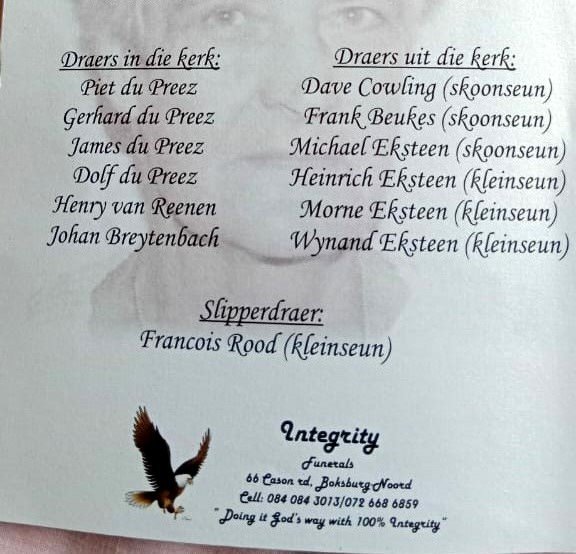 Draers in die kerk:
Piet du Preez
Gerhard du Preez
James du Preez
Dolf du Preez
Henry van Reenen
Johan Breytenbach
Draers uit die kerk:
Dave Cowling (skoonseun)
Frank Beukes (skoonseun)
Michael Eksteen (skoonseun)
Heinrich Eksteen (kleinseun)
Morne Eksteen (kleinseun)
Wynand Eksteen (kleinseun)
Slipperdraer:
Francois Rood (kleinseun)
Integrity
Funerals
66 Cason rd, Boksburg-Noord
Cell: 084 084 3013/072 668 6859
"Doing it God's way with 100% Integrity"